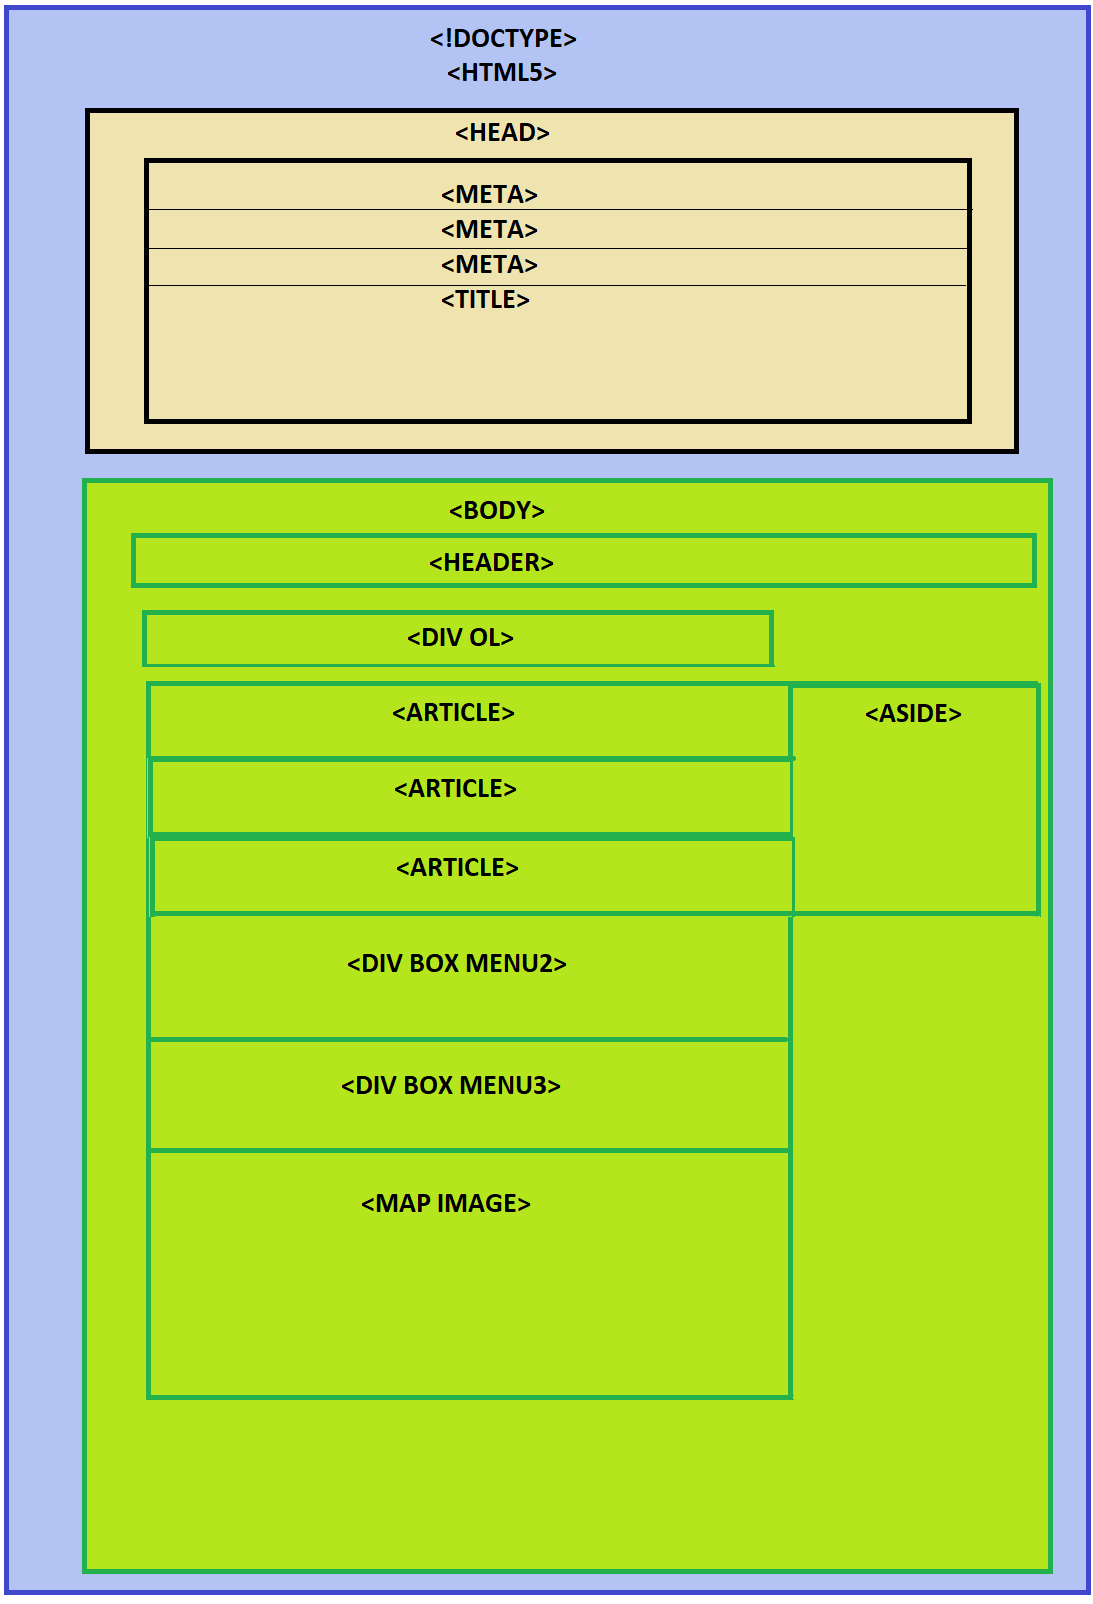 <!DOCTYPE>
<HTML5>
<HEAD>
<META>
<META>
<META>
<TITLE>
<BODY>
<HEADER>
<DIV OL>
<ARTICLE>
<ASIDE>
<ARTICLE>
<ARTICLE>
<DIV BOX MENU2>
<DIV BOX MENU3>
<MAP IMAGE>